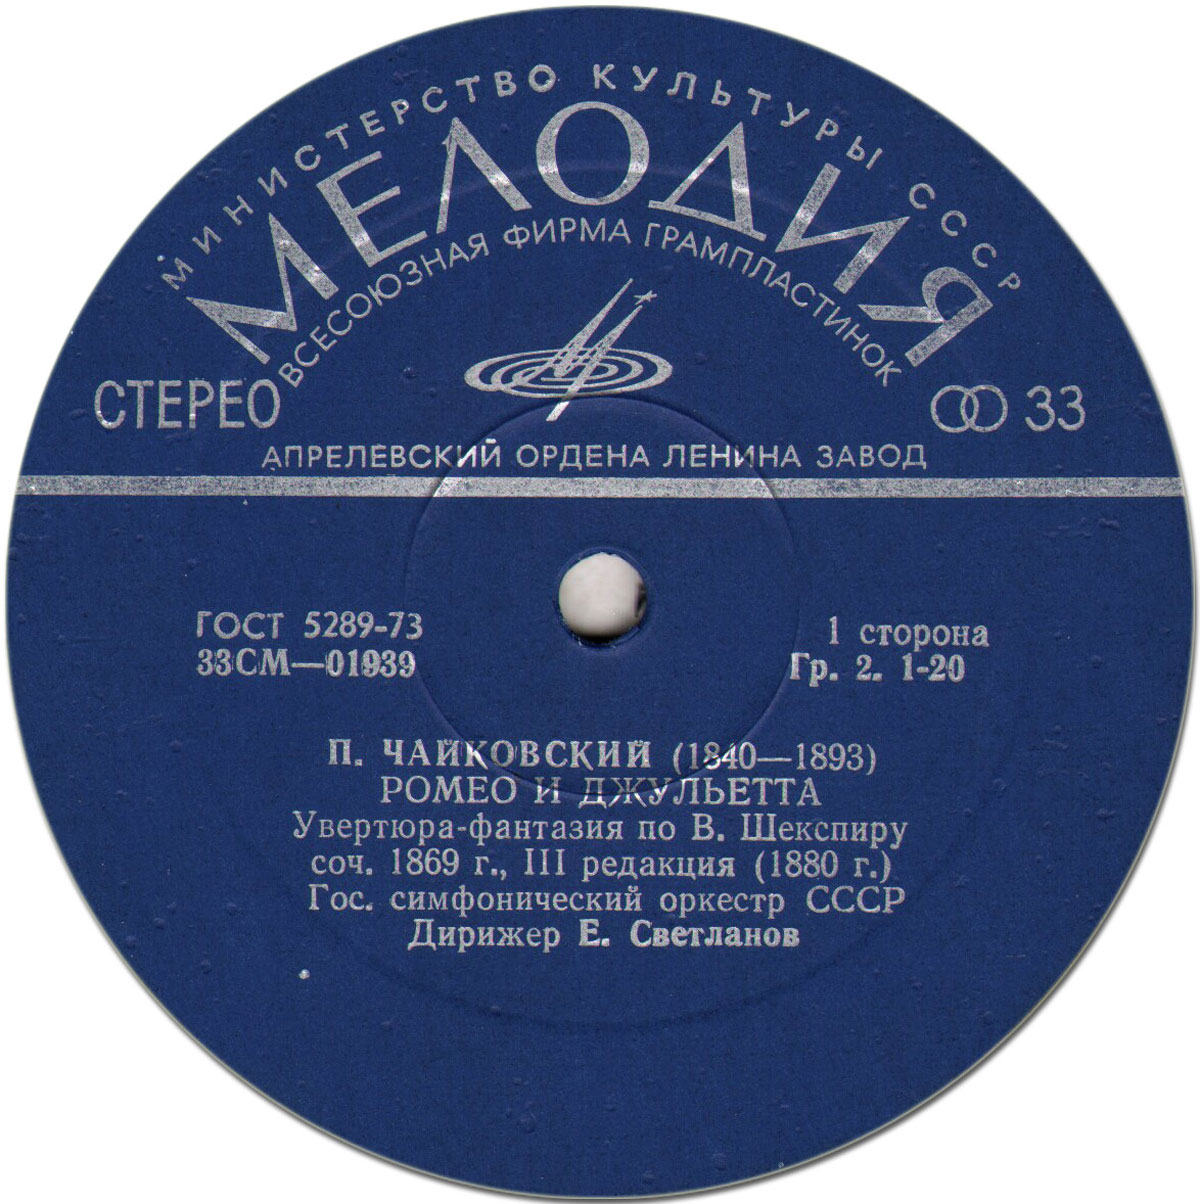 МИНИСТЕРСТВО КУЛЬТУРЫ СССР
МЕЛОДИЯ
ВСЕСОЮЗНАЯ ФИРМА ГРАМПЛАСТИНОК
СТЕРЕО
33
АПРЕЛЕВСКИЙ ОРДЕНА ЛЕНИНА ЗАВОД
ГОСТ 5289-73
33СМ—01939
1 сторона
Гр. 2. 1-20
П. ЧАЙКОВСКИЙ (1840—1893)
РОМЕО И ДЖУЛЬЕТТА
Увертюра-фантазия по В. Шекспиру
соч. 1869 г., III редакция (1880 г.)
Гос. симфонический оркестр СССР
Дирижер Е. Светланов